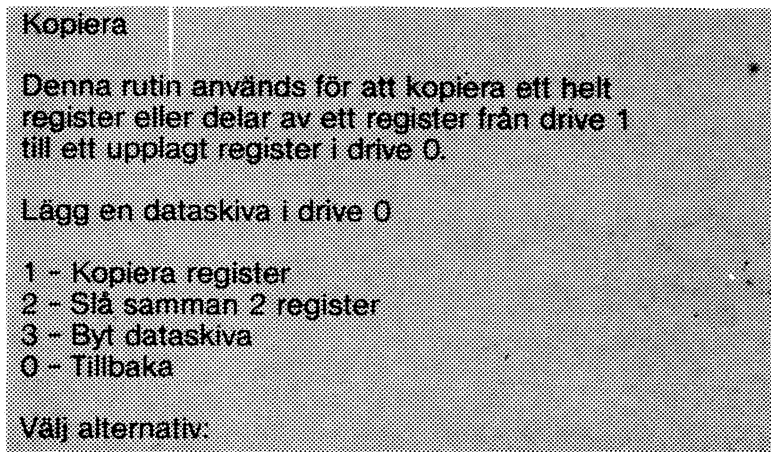 Kopiera
Denna rutin används för att kopiera ett helt
register eller delar av ett register från drive 1
till ett upplagt register i drive 0.
Lägg en dataskiva i drive 0
1 - Kopiera register
2 - Slå samman 2 register
3 - Byt dataskiva
0 - Tillbaka
Välj alternativ: